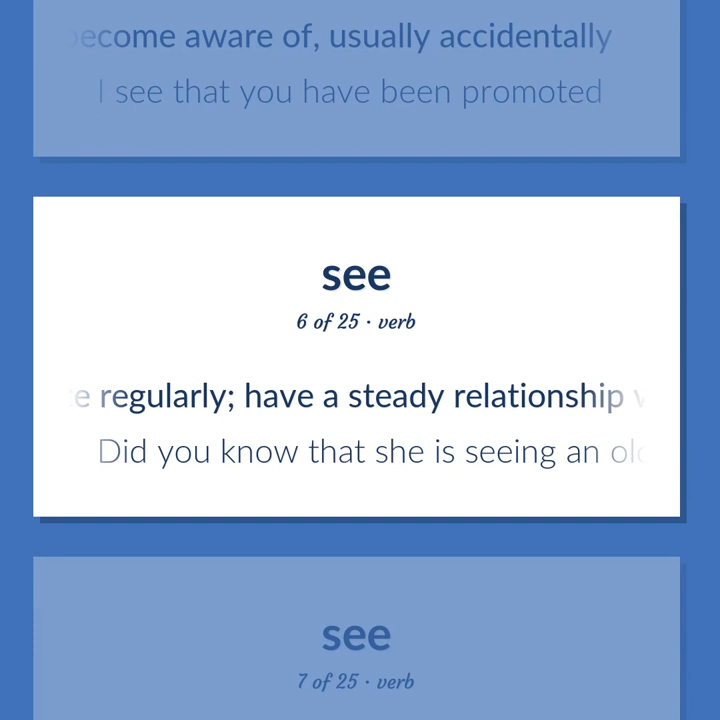 become aware of, usually accidentally
I see that you have been promoted
see
6 of 25 · verb
regularly; have a steady relationship
Did you know that she is seeing an
see
7 of 25 · verb